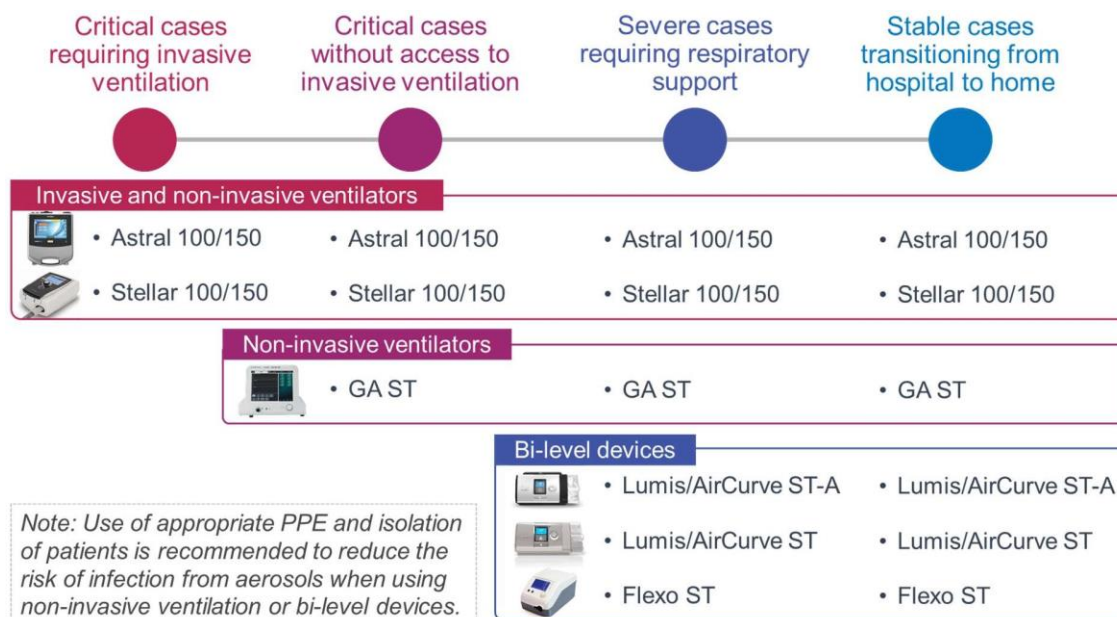 Critical cases
requiring invasive
ventilation
Critical cases
without access to
invasive ventilation
Severe cases
requiring respiratory
support
Stable cases
transitioning from
hospital to home
Invasive and non-invasive ventilators
• Astral 100/150 • Astral 100/150 • Astral 100/150 • Astral 100/150
• Stellar 100/150 • Stellar 100/150 • Stellar 100/150 • Stellar 100/150
Non-invasive ventilators
• GA ST • GA ST • GA ST
Bi-level devices
• Lumis/AirCurve ST-A • Lumis/AirCurve ST-A
• Lumis/AirCurve ST • Lumis/AirCurve ST
• Flexo ST • Flexo ST
Note: Use of appropriate PPE and isolation
of patients is recommended to reduce the
risk of infection from aerosols when using
non-invasive ventilation or bi-level devices.